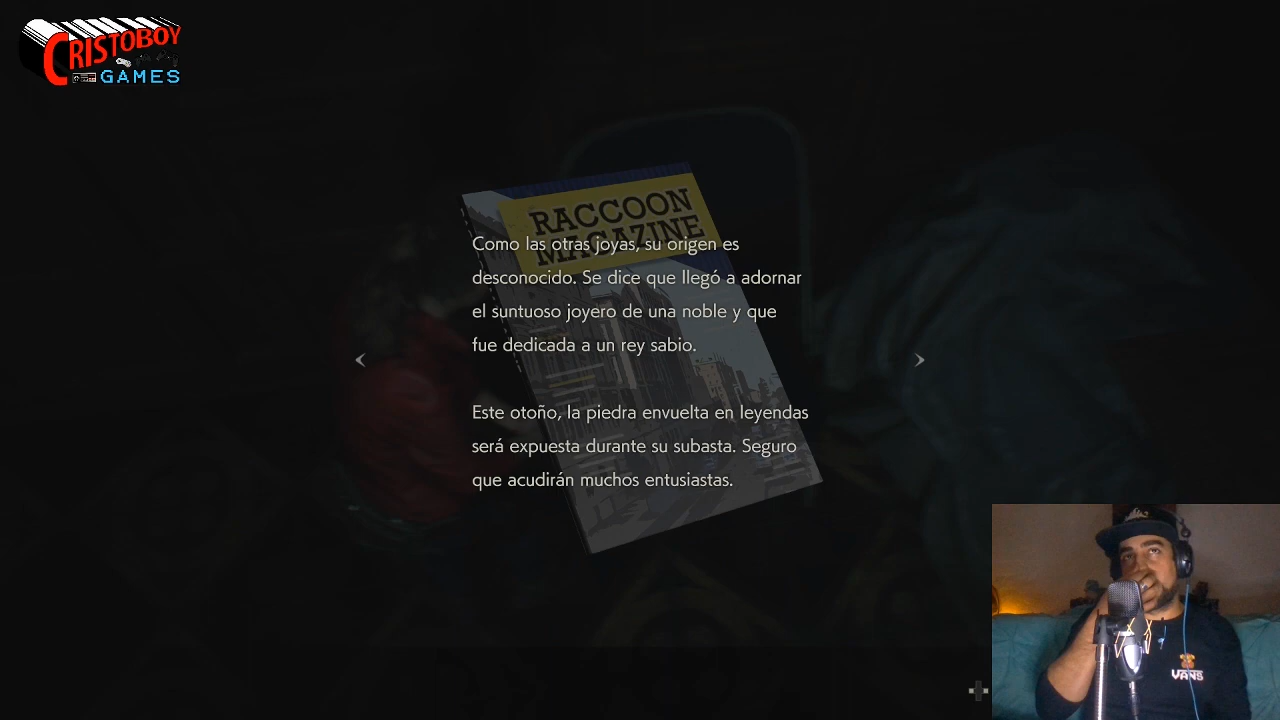 CRISTOBOY
GAMES
RACCOON
MAGAZINE
Como las otras joyas, su origen es
desconocido. Se dice que llegó a adornar
el suntuoso joyero de una noble y que
fue dedicada a un rey sabio.
Este otoño, la piedra envuelta en leyendas
será expuesta durante su subasta. Seguro
que acudirán muchos entusiastas.
VANS